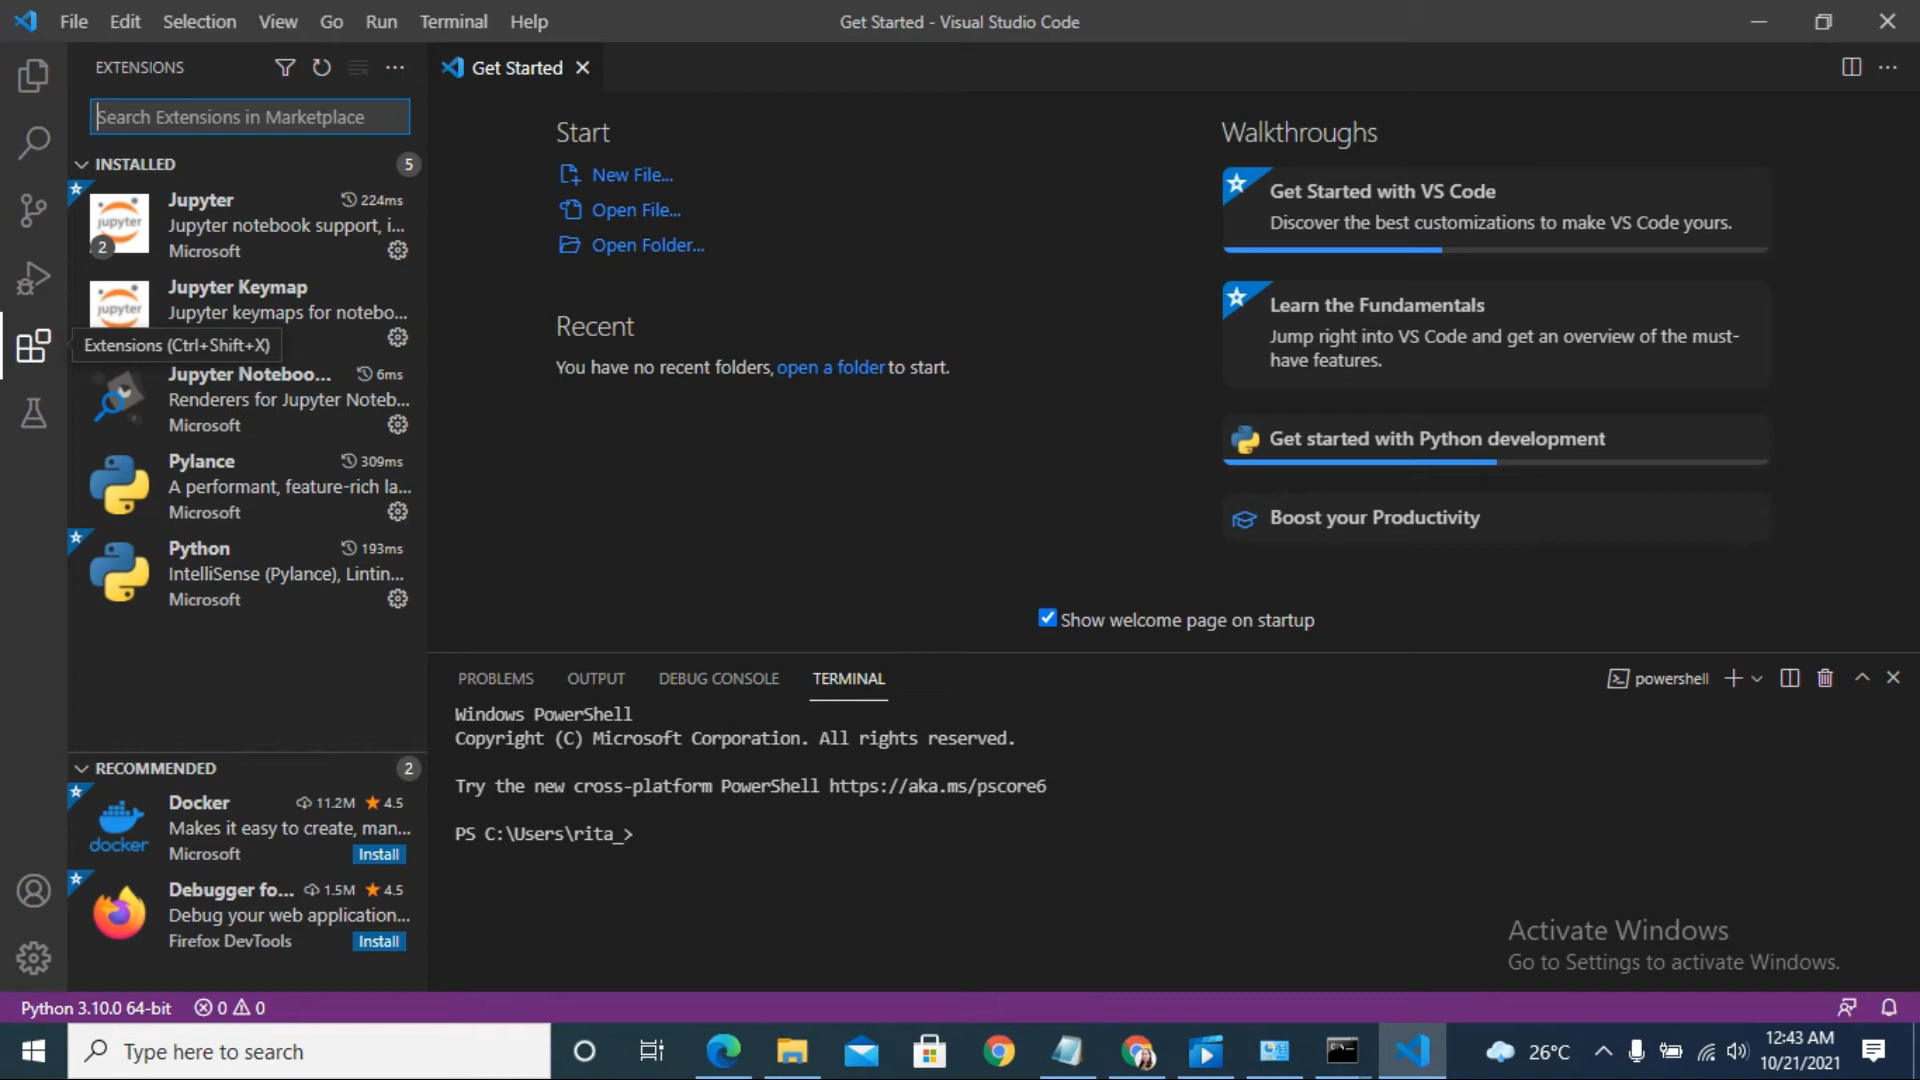 File Edit Selection View Go Run Terminal Help
Get Started - Visual Studio Code
EXTENSIONS
Search Extensions in Marketplace
INSTALLED 5
Jupyter 224ms
Jupyter notebook support, i...
Microsoft
2
Jupyter Keymap
Jupyter keymaps for notebo...
Extensions (Ctrl+Shift+X)
Jupyter Noteboo... 6ms
Renderers for Jupyter Noteb...
Microsoft
Pylance 309ms
A performant, feature-rich la...
Microsoft
Python 193ms
IntelliSense (Pylance), Lintin...
Microsoft
RECOMMENDED 2
Docker 11.2M 4.5
Makes it easy to create, man...
Microsoft Install
docker
Debugger fo... 1.5M 4.5
Debug your web application...
Firefox DevTools Install
Get Started
Start
New File...
Open File...
Open Folder...
Recent
You have no recent folders, open a folder to start.
Walkthroughs
Get Started with VS Code
Discover the best customizations to make VS Code yours.
Learn the Fundamentals
Jump right into VS Code and get an overview of the must-
have features.
Get started with Python development
Boost your Productivity
Show welcome page on startup
PROBLEMS OUTPUT DEBUG CONSOLE TERMINAL
powershell
Windows PowerShell
Copyright (C) Microsoft Corporation. All rights reserved.
Try the new cross-platform PowerShell https://aka.ms/pscore6
PS C:\Users\rita_>
Activate Windows
Go to Settings to activate Windows.
Python 3.10.0 64-bit 0 0
Type here to search
26°C
12:43 AM
10/21/2021
jupyter
jupyter